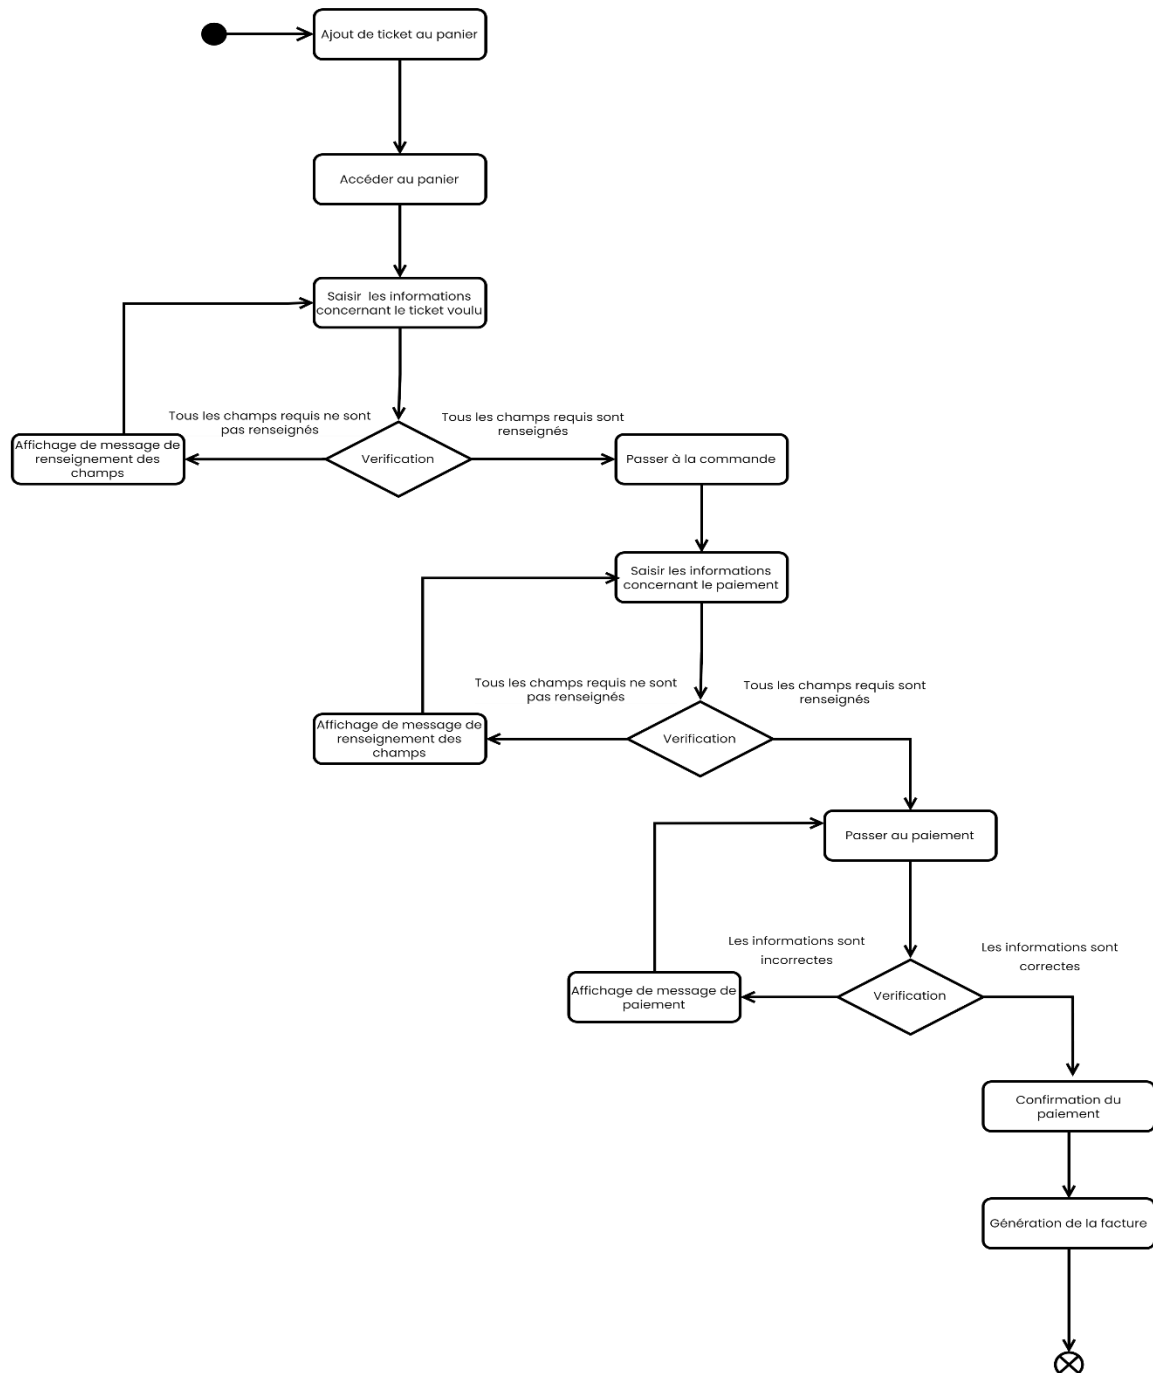 Ajout de ticket au panier
Accéder au panier
Saisir les informations
concernant le ticket voulu
Tous les champs requis ne sont
pas renseignés
Tous les champs requis sont
renseignés
Affichage de message de
renseignement des
champs
Verification
Passer à la commande
Saisir les informations
concernant le paiement
Tous les champs requis ne sont
pas renseignés
Tous les champs requis sont
renseignés
Affichage de message de
renseignement des
champs
Verification
Passer au paiement
Les informations sont
incorrectes
Les informations sont
correctes
Affichage de message de
paiement
Verification
Confirmation du
paiement
Génération de la facture